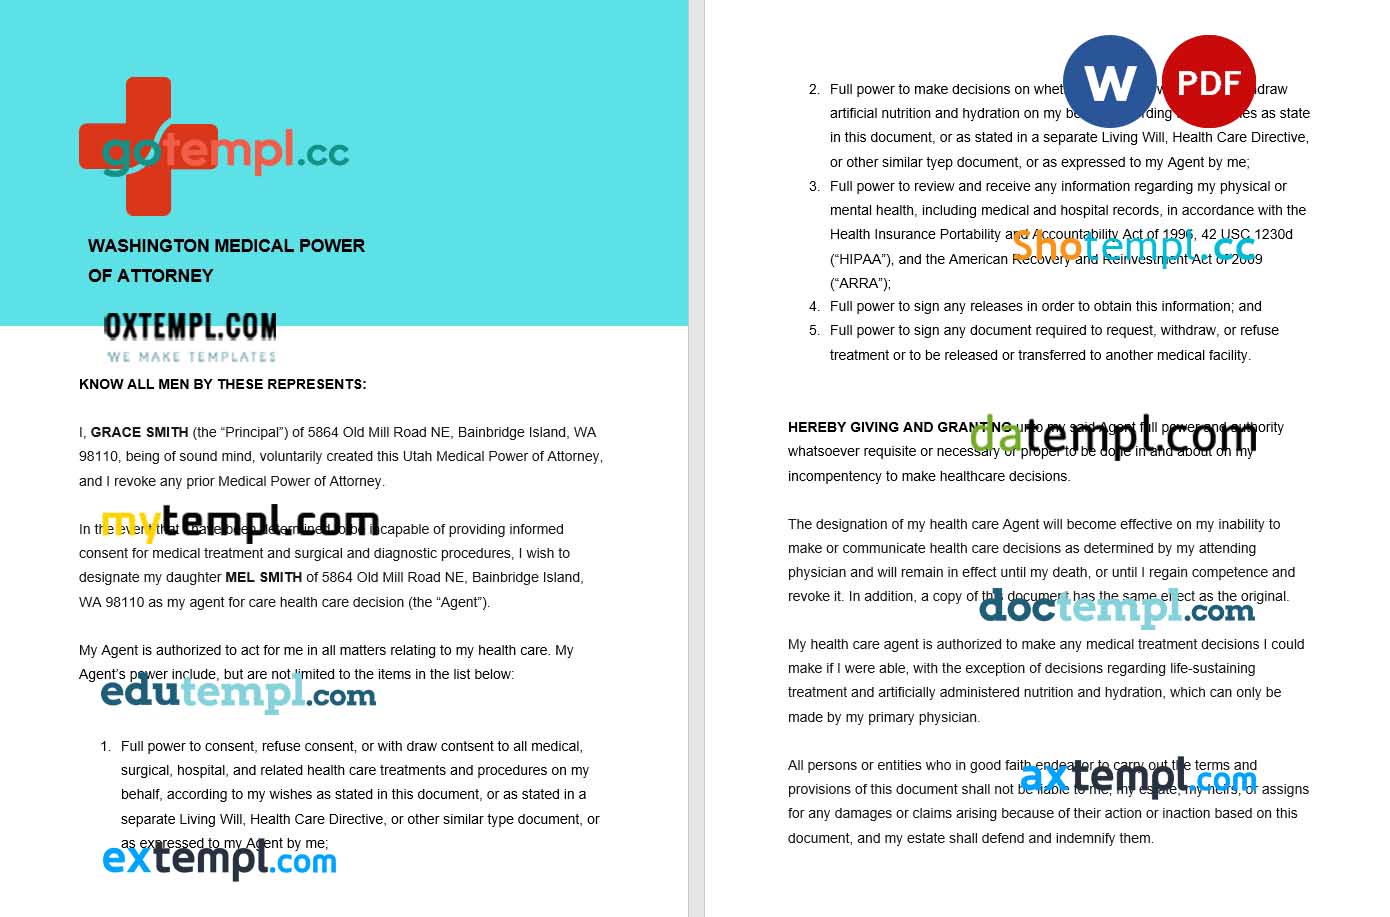 gotempl.cc
WASHINGTON MEDICAL POWER
OF ATTORNEY
OXTEMPL.COM
WE MAKE TEMPLATES
KNOW ALL MEN BY THESE REPRESENTS:
I, GRACE SMITH (the “Principal”) of 5864 Old Mill Road NE, Bainbridge Island, WA
98110, being of sound mind, voluntarily created this Utah Medical Power of Attorney,
and I revoke any prior Medical Power of Attorney.
mytempl.com
In the event that I have been determined to be incapable of providing informed
consent for medical treatment and surgical and diagnostic procedures, I wish to
designate my daughter MEL SMITH of 5864 Old Mill Road NE, Bainbridge Island,
WA 98110 as my agent for care health care decision (the “Agent”).
My Agent is authorized to act for me in all matters relating to my health care. My
Agent’s power include, but are not limited to the items in the list below:
edutempl.com
1. Full power to consent, refuse consent, or with draw contsent to all medical,
surgical, hospital, and related health care treatments and procedures on my
behalf, according to my wishes as stated in this document, or as stated in a
separate Living Will, Health Care Directive, or other similar type document, or
as expressed to my Agent by me;
extempl.com
W PDF
2. Full power to make decisions on whet draw
artificial nutrition and hydration on my be rding es as state
in this document, or as stated in a separate Living Will, Health Care Directive,
or other similar tyep document, or as expressed to my Agent by me;
3. Full power to review and receive any information regarding my physical or
mental health, including medical and hospital records, in accordance with the
Health Insurance Portability and Accountability Act of 1996, 42 USC 1230d
Shotempl.cc
(“HIPAA”), and the American Recovery and Reinvestment Act of 2009
(“ARRA”);
4. Full power to sign any releases in order to obtain this information; and
5. Full power to sign any document required to request, withdraw, or refuse
treatment or to be released or transferred to another medical facility.
HEREBY GIVING AND GRANTING unto my said Agent full power and authority
datempl.com
whatsoever requisite or necessary or proper to be done in and about on my
incompentency to make healthcare decisions.
The designation of my health care Agent will become effective on my inability to
make or communicate health care decisions as determined by my attending
physician and will remain in effect until my death, or until I regain competence and
revoke it. In addition, a copy of this document has the same effect as the original.
doctempl.com
My health care agent is authorized to make any medical treatment decisions I could
make if I were able, with the exception of decisions regarding life-sustaining
treatment and artificially administered nutrition and hydration, which can only be
made by my primary physician.
All persons or entities who in good faith endeavor to carry out the terms and
axtempl.com
provisions of this document shall not be liable to me, my estate, my heirs, or assigns
for any damages or claims arising because of their action or inaction based on this
document, and my estate shall defend and indemnify them.